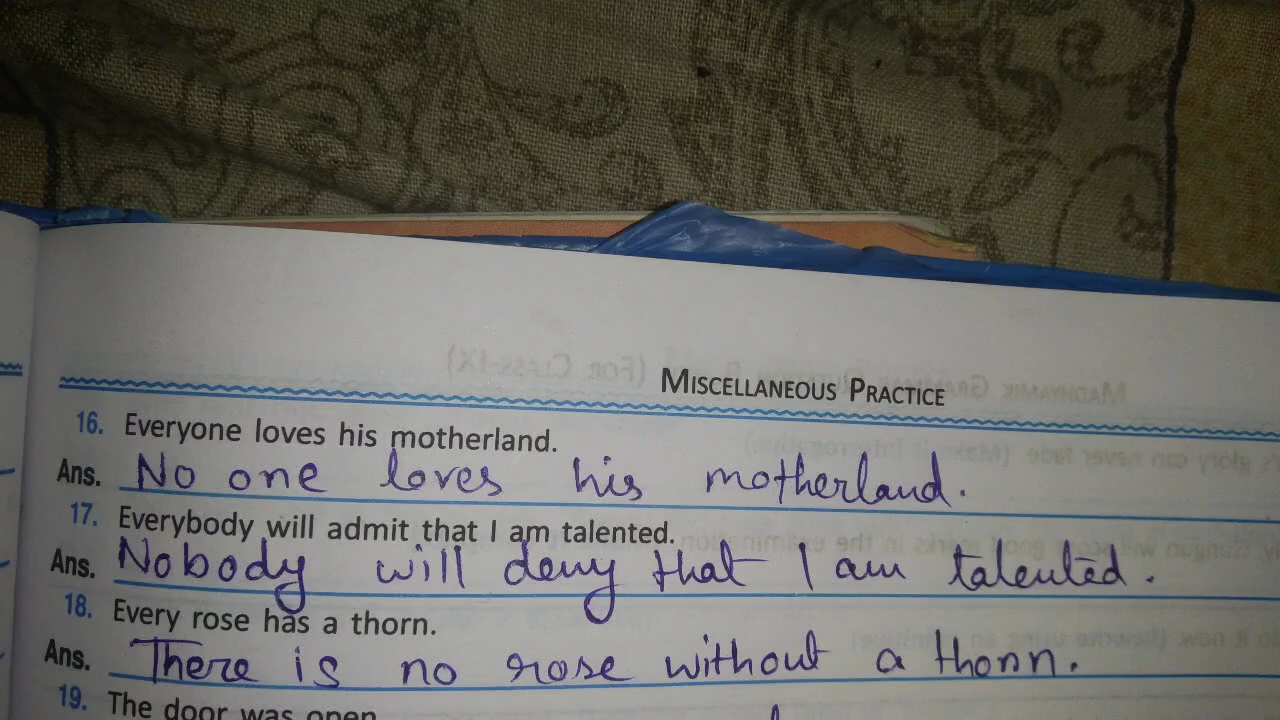 MISCELLANEOUS PRACTICE
16. Everyone loves his motherland.
Ans. No one loves his motherland.
17. Everybody will admit that I am talented.
Ans. Nobody will deny that I am talented.
18. Every rose has a thorn.
Ans. There is no rose without a thorn.
19. The door was open